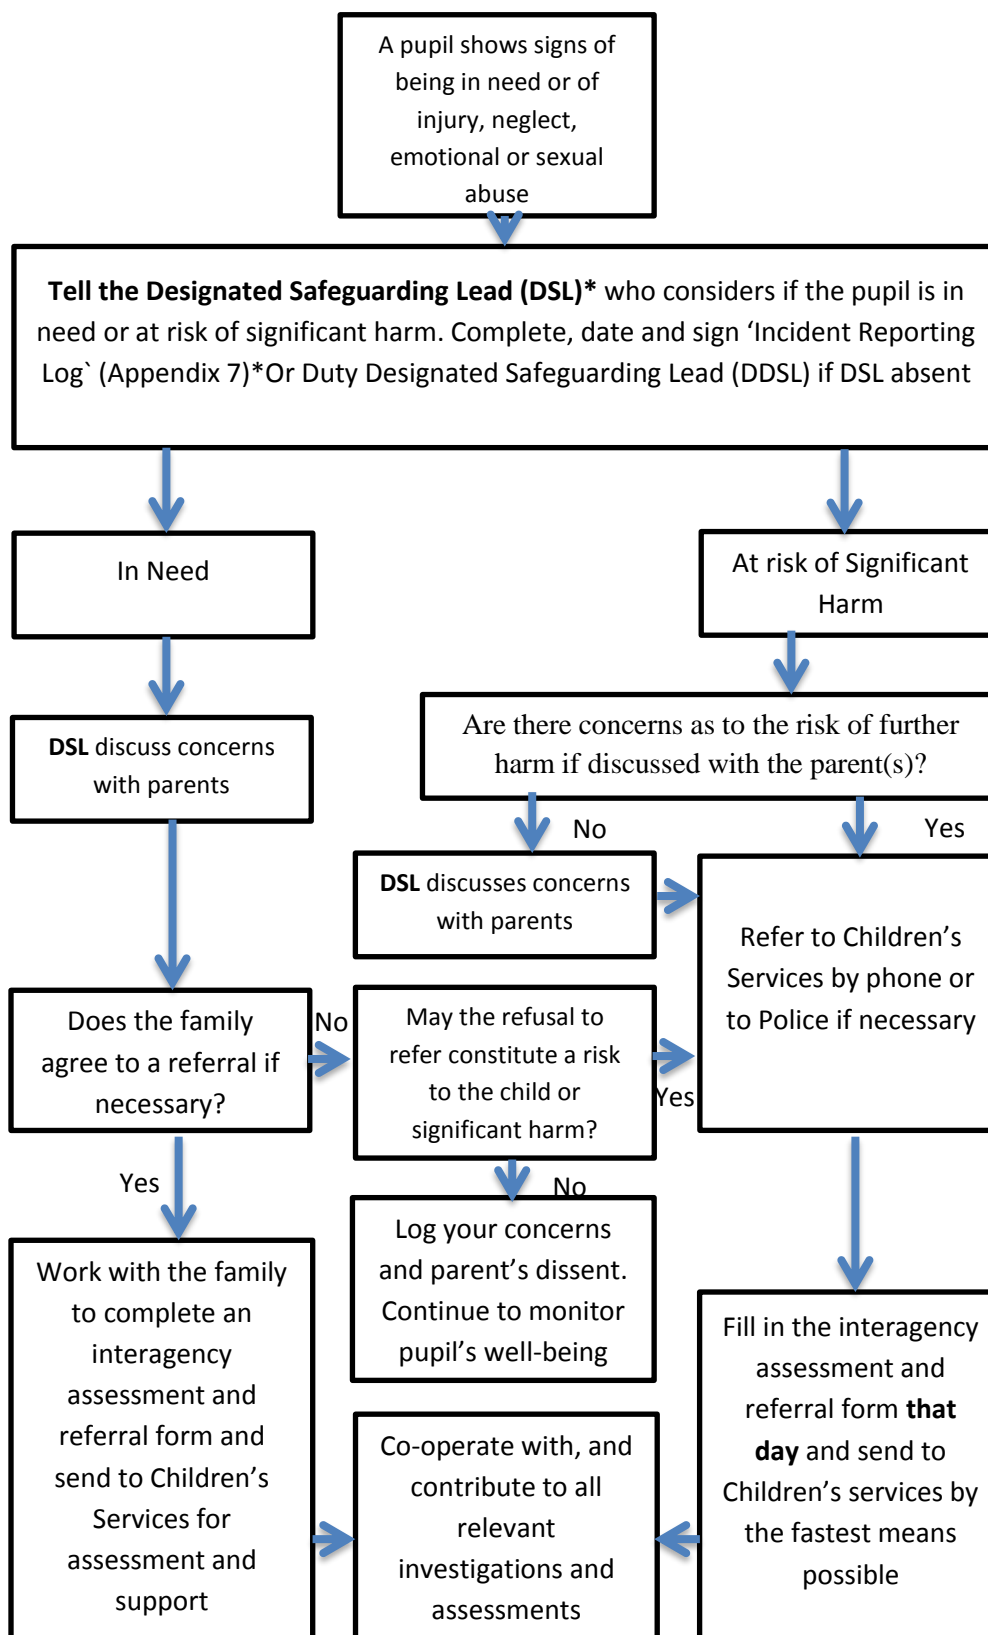 A pupil shows signs of
being in need or of
injury, neglect,
emotional or sexual
abuse
Tell the Designated Safeguarding Lead (DSL)* who considers if the pupil is in
need or at risk of significant harm. Complete, date and sign ‘Incident Reporting
Log` (Appendix 7)*Or Duty Designated Safeguarding Lead (DDSL) if DSL absent
In Need
At risk of Significant
Harm
DSL discuss concerns
with parents
Are there concerns as to the risk of further
harm if discussed with the parent(s)?
No
Yes
DSL discusses concerns
with parents
Refer to Children’s
Services by phone or
to Police if necessary
Does the family
agree to a referral if
necessary?
No
May the refusal to
refer constitute a risk
to the child or
significant harm?
Yes
Yes
No
Log your concerns
and parent’s dissent.
Continue to monitor
pupil’s well-being
Work with the family
to complete an
interagency
assessment and
referral form and
send to Children’s
Services for
assessment and
support
Co-operate with, and
contribute to all
relevant
investigations and
assessments
Fill in the interagency
assessment and
referral form that
day and send to
Children’s services by
the fastest means
possible